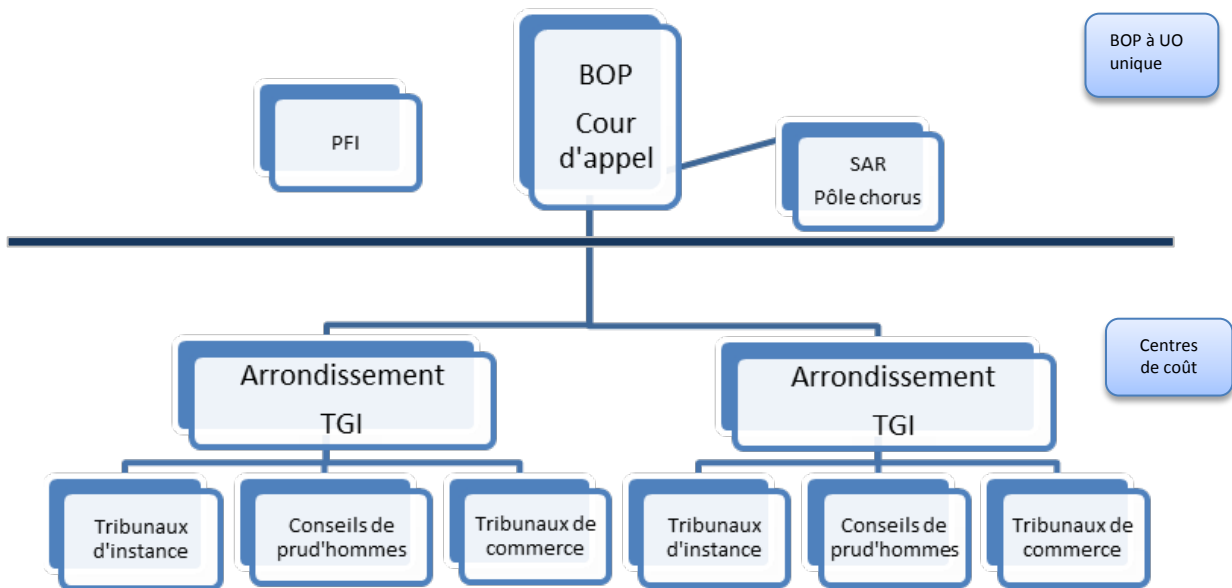 BOP à UO
unique
BOP
Cour
d'appel
PFI
SAR
Pôle chorus
Centres
de coût
Arrondissement
TGI
Arrondissement
TGI
Tribunaux
d'instance
Conseils de
prud'hommes
Tribunaux de
commerce
Tribunaux
d'instance
Conseils de
prud'hommes
Tribunaux de
commerce